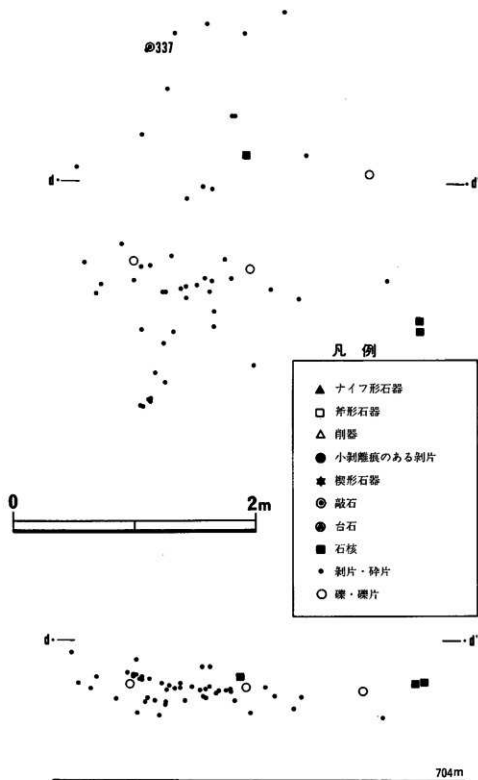 337
d
d'
凡 例
ナイフ形石器
斧形石器
削器
小剥離痕のある剥片
楔形石器
敲石
台石
石核
剥片・砕片
礫・礫片
0 2m
d
d'
704m